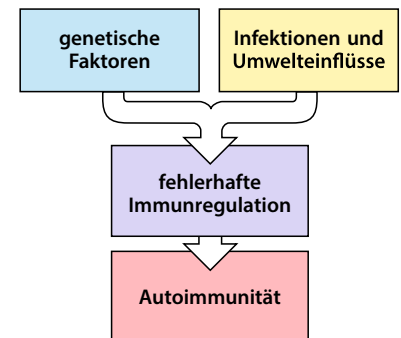 genetische
Faktoren
Infektionen und
Umwelteinflüsse
fehlerhafte
Immunregulation
Autoimmunität